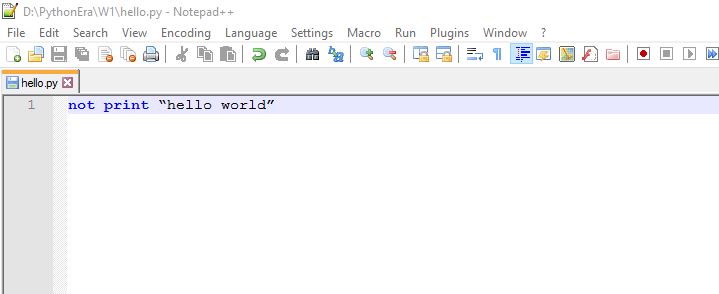 D:\PythonEra\W1\hello.py - Notepad++
File Edit Search View Encoding Language Settings Macro Run Plugins Window ?
hello.py
1 not print “hello world”